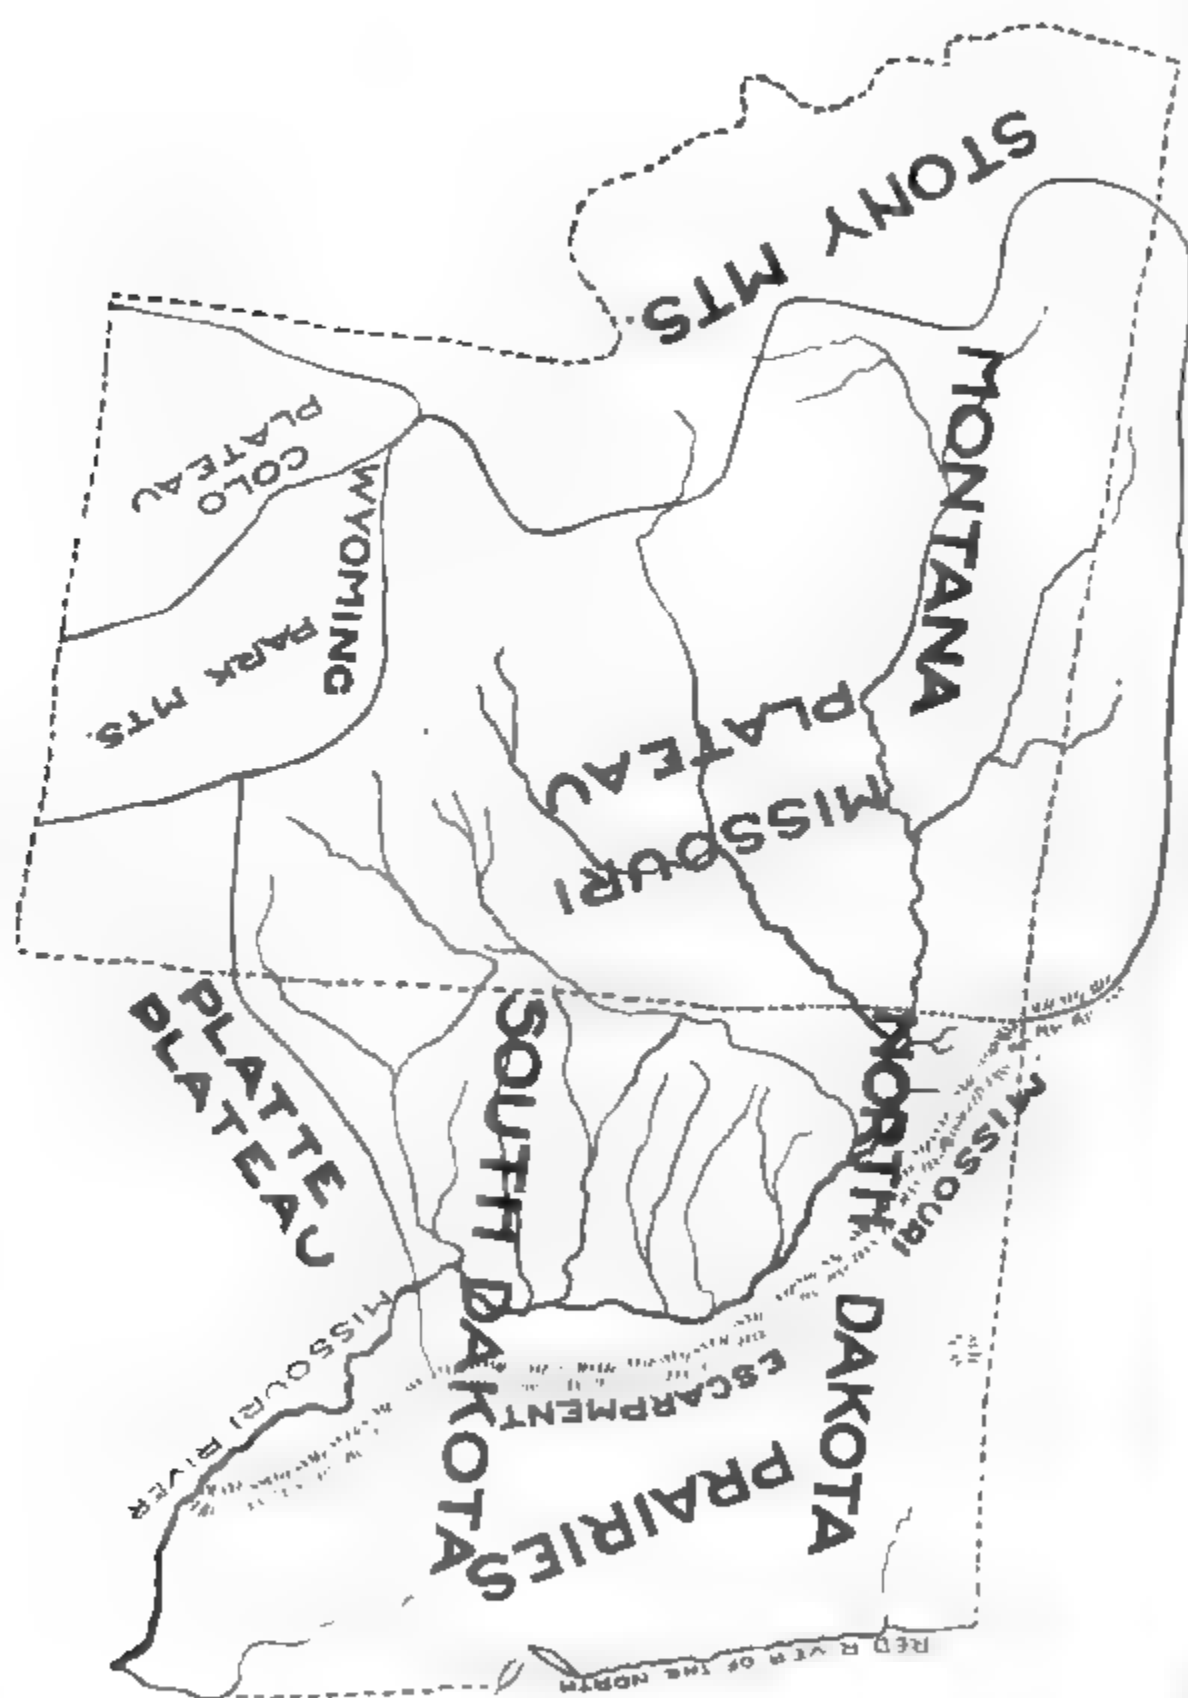 STONY MTS.
MONTANA
COLO
PLATEAU
WYOMING
PARK MTS.
MISSOURI
PLATEAU
PLATTE
PLATEAU
SOUTH DAKOTA
NORTH DAKOTA
MISSOURI
ESCARPMENT
MISSOURI RIVER
PRAIRIES
RED R VER OF THE NORTH